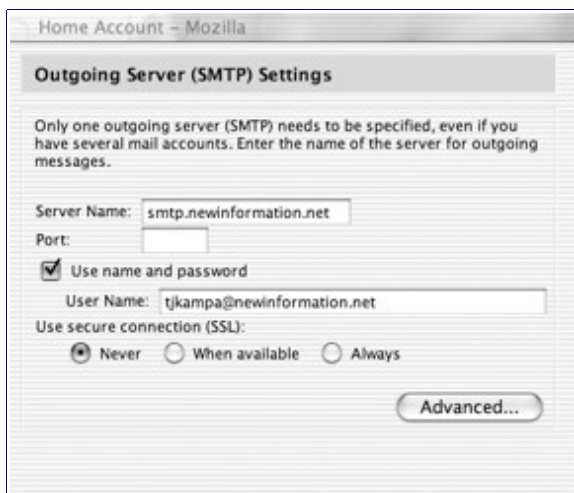 Home Account – Mozilla
Outgoing Server (SMTP) Settings
Only one outgoing server (SMTP) needs to be specified, even if you
have several mail accounts. Enter the name of the server for outgoing
messages.
Server Name: smtp.newinformation.net
Port:
Use name and password
User Name: tjkampa@newinformation.net
Use secure connection (SSL):
Never When available Always
Advanced...